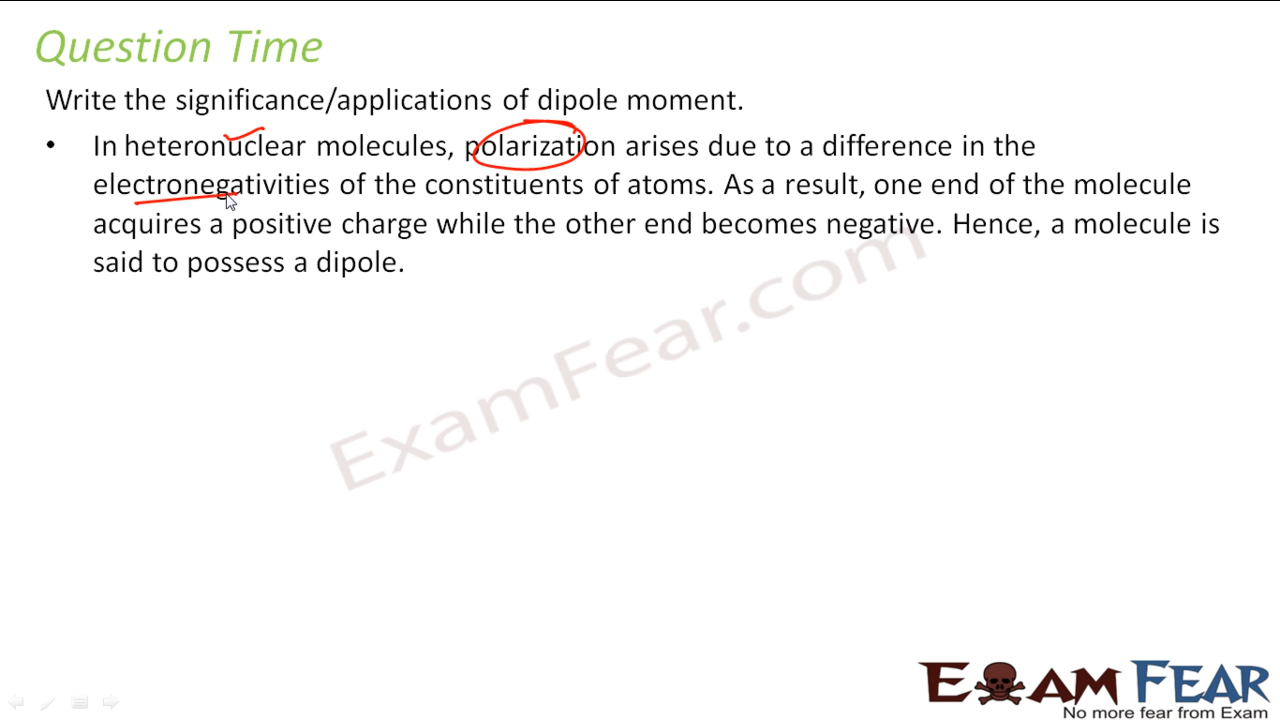 Question Time
Write the significance/applications of dipole moment.
• In heteronuclear molecules, polarization arises due to a difference in the
electronegativities of the constituents of atoms. As a result, one end of the molecule
acquires a positive charge while the other end becomes negative. Hence, a molecule is
said to possess a dipole.
ExamFear.com
EXAM FEAR
No more fear from Exam